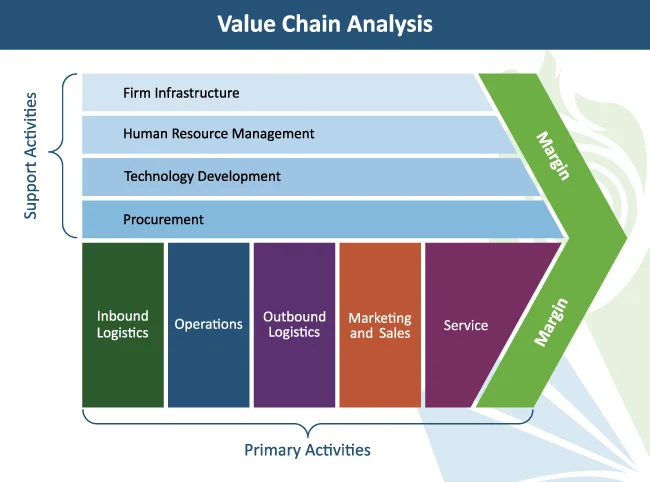 Value Chain Analysis
Support Activities
Firm Infrastructure
Human Resource Management
Technology Development
Procurement
Margin
Inbound
Logistics
Operations
Outbound
Logistics
Marketing
and Sales
Service
Margin
Primary Activities